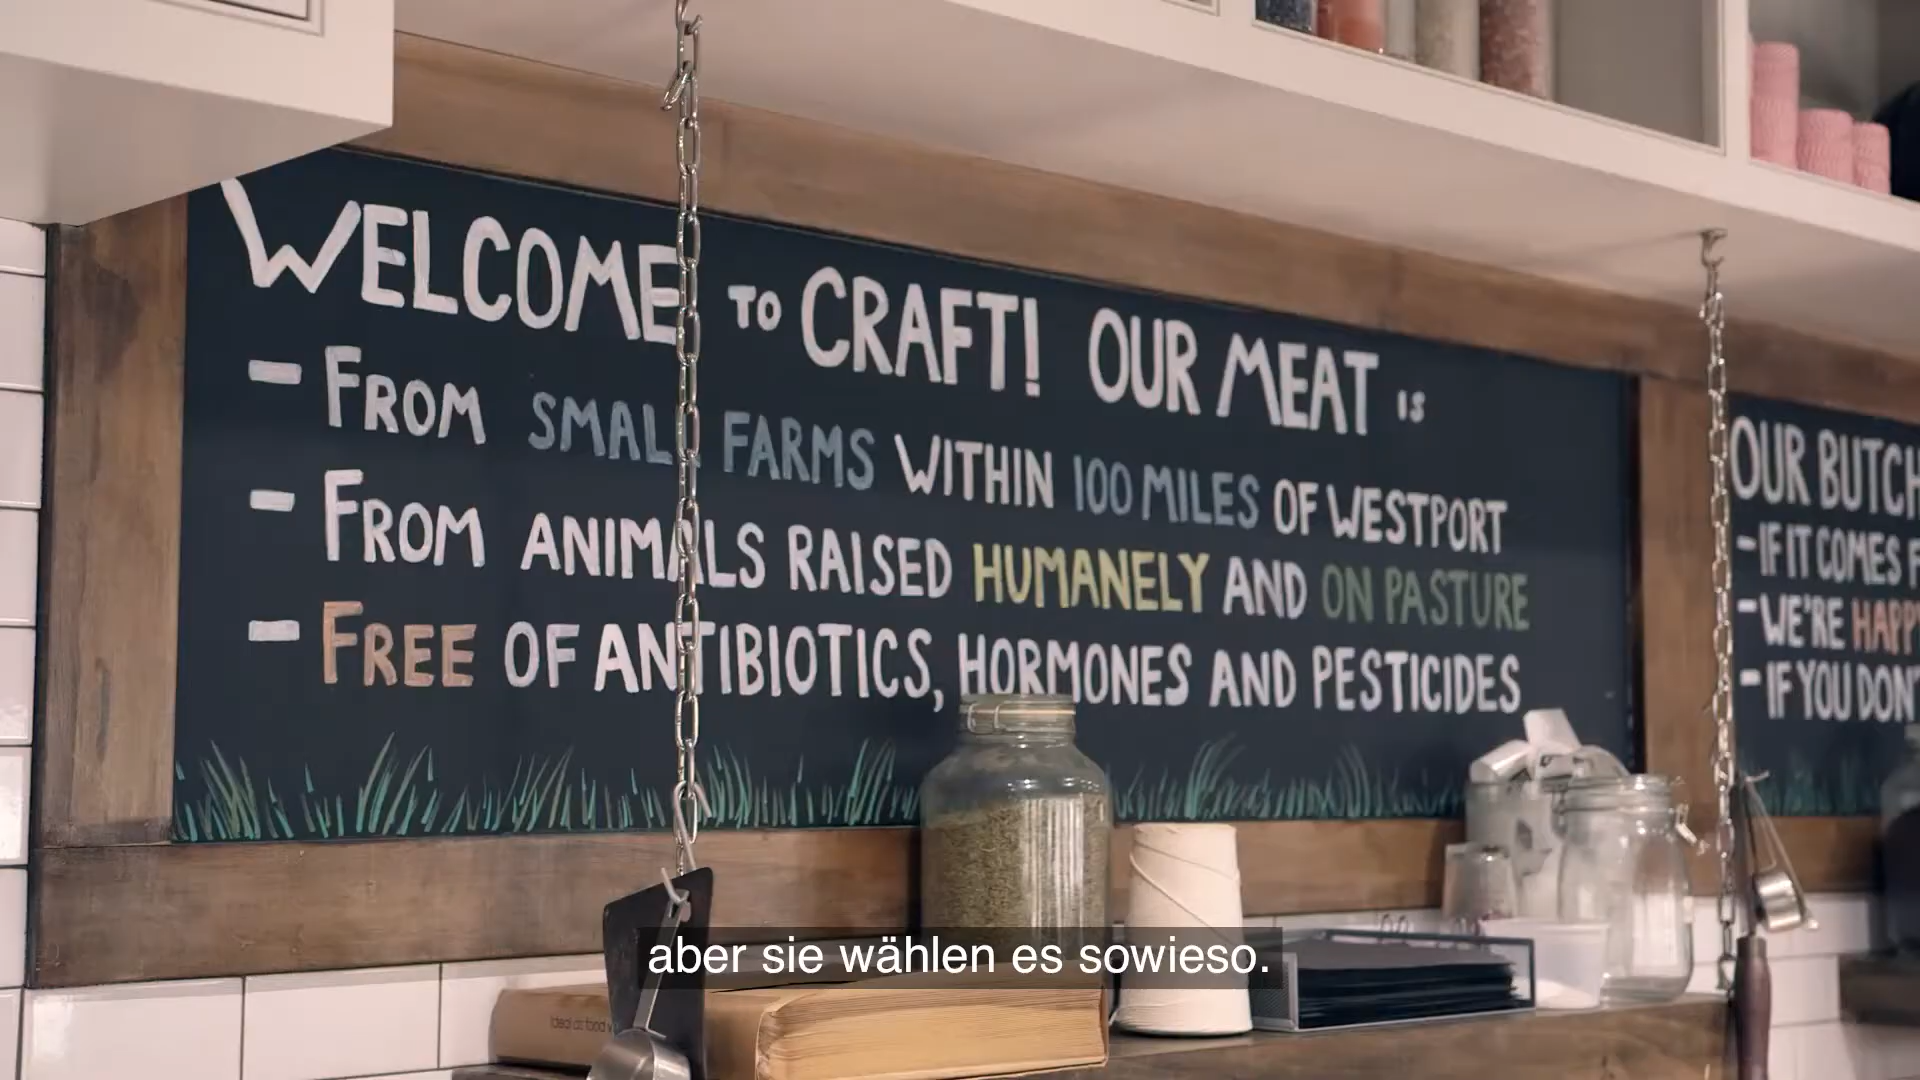 WELCOME TO CRAFT! OUR MEAT IS
- FROM SMALL FARMS WITHIN 100 MILES OF WESTPORT
- FROM ANIMALS RAISED HUMANELY AND ON PASTURE
- FREE OF ANTIBIOTICS, HORMONES AND PESTICIDES
OUR BUTCH
- IF IT COMES F
- WE'RE HAPPY
- IF YOU DON'T
aber sie wählen es sowieso.